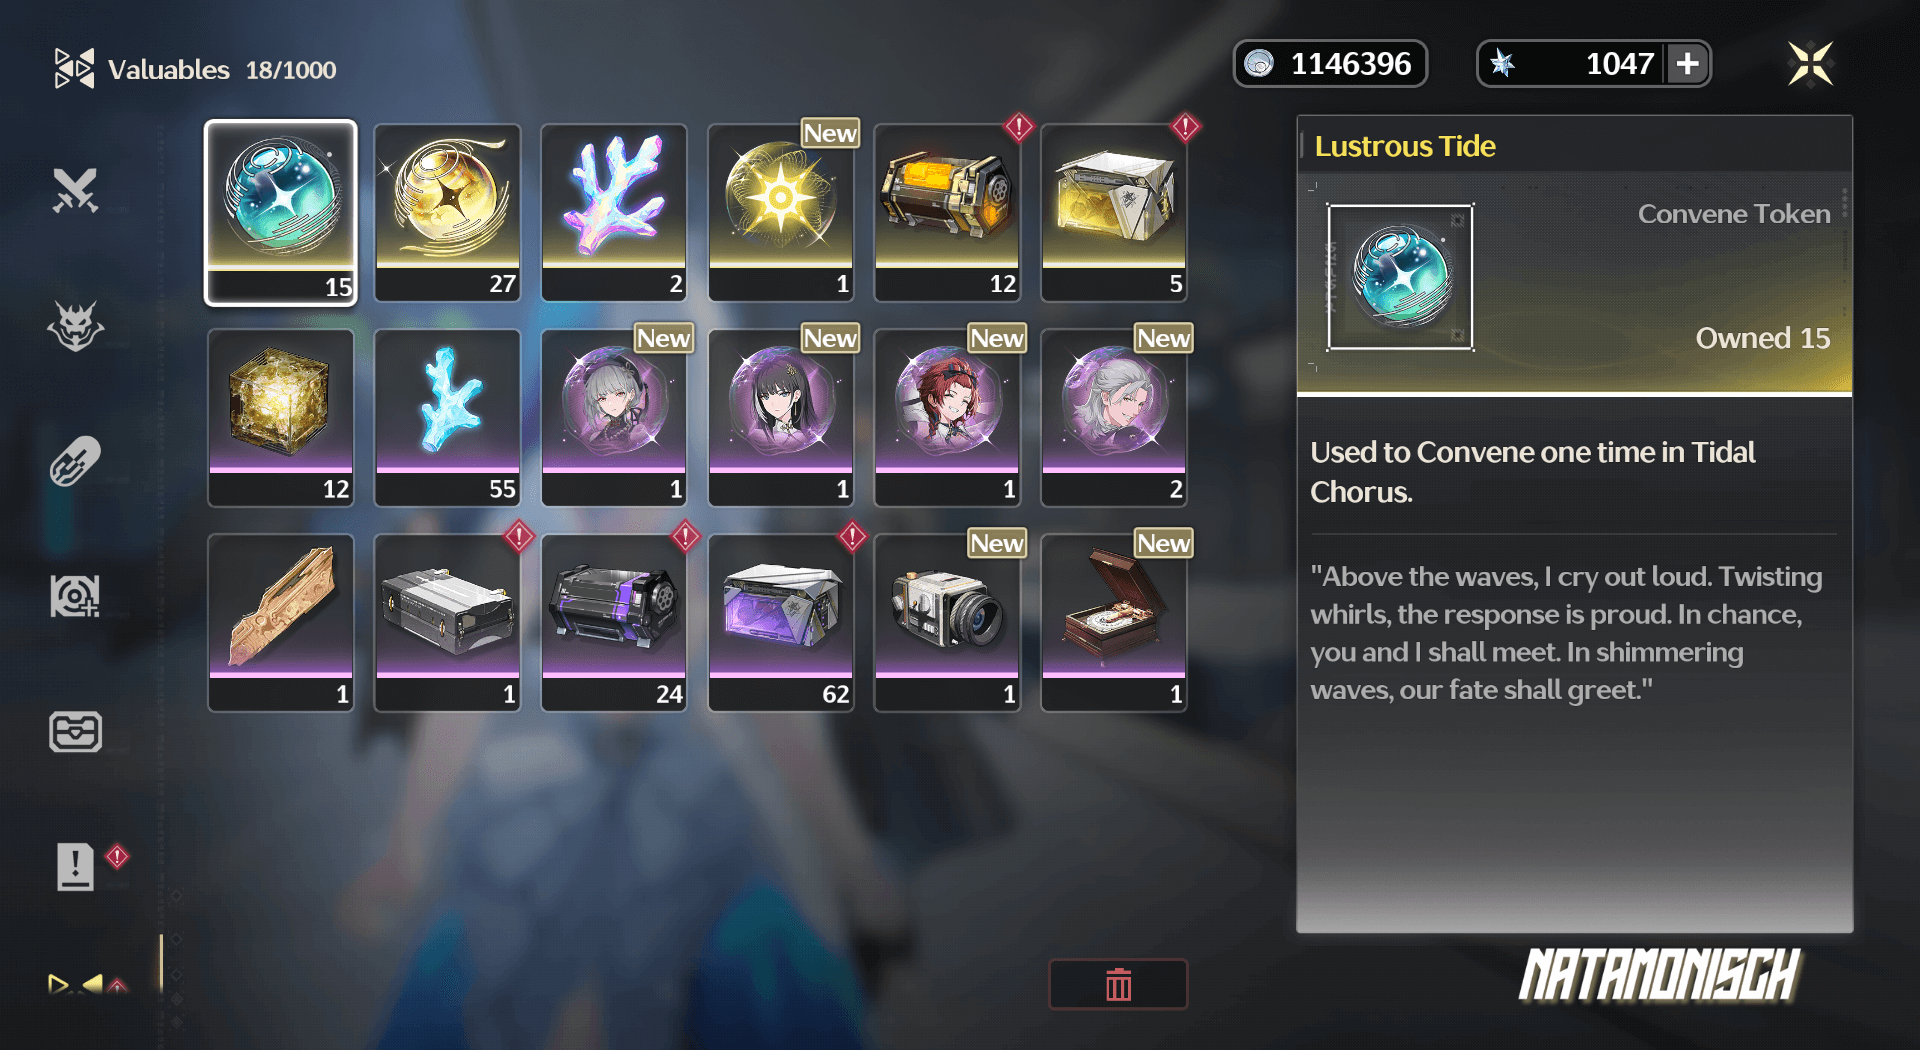 Valuables 18/1000
1146396
1047
New
15
27
2
1
12
5
New
New
New
New
12
55
1
1
1
2
New
New
1
1
24
62
1
1
Lustrous Tide
Convene Token
Owned 15
Used to Convene one time in Tidal
Chorus.
"Above the waves, I cry out loud. Twisting
whirls, the response is proud. In chance,
you and I shall meet. In shimmering
waves, our fate shall greet."
NATAMONISCH